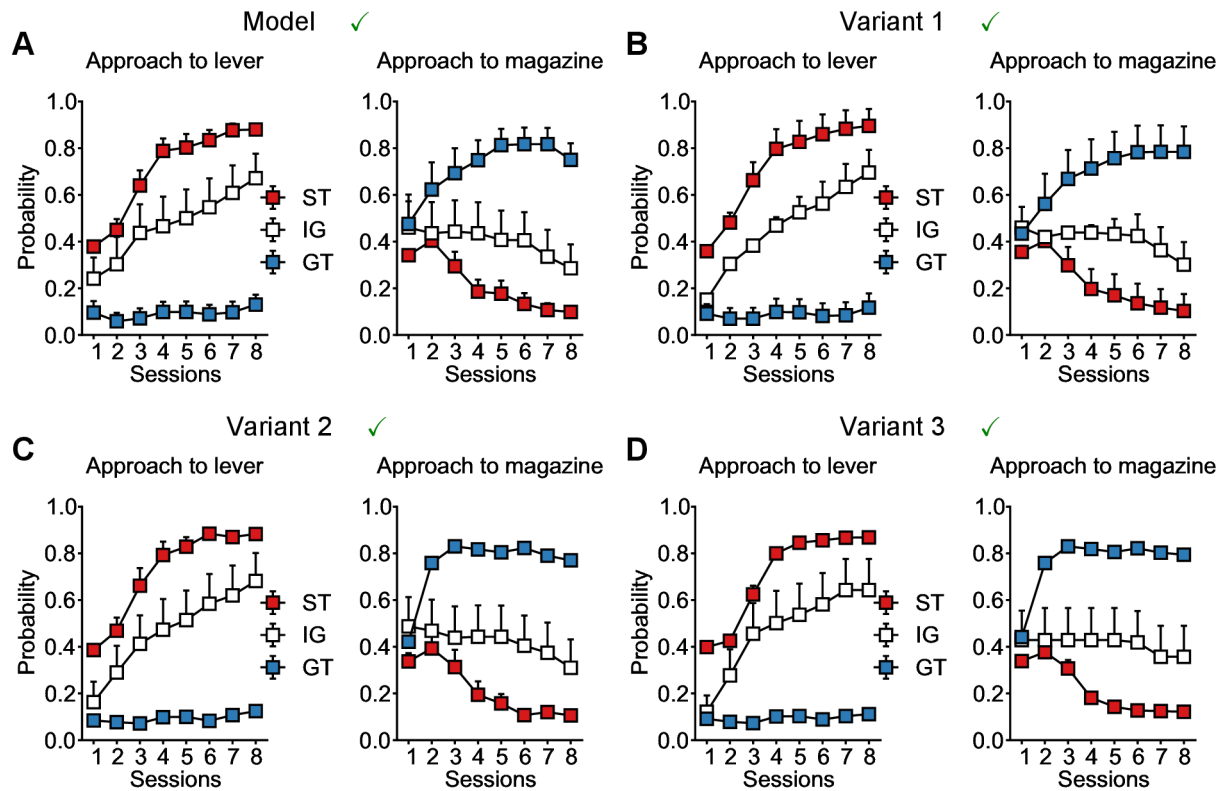 Model ✓
A
Approach to lever
Approach to magazine
Probability
1.0
0.8
0.6
0.4
0.2
0.0
1 2 3 4 5 6 7 8
Sessions
ST
IG
GT
1.0
0.8
0.6
0.4
0.2
0.0
1 2 3 4 5 6 7 8
Sessions
Variant 1 ✓
B
Approach to lever
Approach to magazine
Probability
1.0
0.8
0.6
0.4
0.2
0.0
1 2 3 4 5 6 7 8
Sessions
ST
IG
GT
1.0
0.8
0.6
0.4
0.2
0.0
1 2 3 4 5 6 7 8
Sessions
Variant 2 ✓
C
Approach to lever
Approach to magazine
Probability
1.0
0.8
0.6
0.4
0.2
0.0
1 2 3 4 5 6 7 8
Sessions
ST
IG
GT
1.0
0.8
0.6
0.4
0.2
0.0
1 2 3 4 5 6 7 8
Sessions
Variant 3 ✓
D
Approach to lever
Approach to magazine
Probability
1.0
0.8
0.6
0.4
0.2
0.0
1 2 3 4 5 6 7 8
Sessions
ST
IG
GT
1.0
0.8
0.6
0.4
0.2
0.0
1 2 3 4 5 6 7 8
Sessions